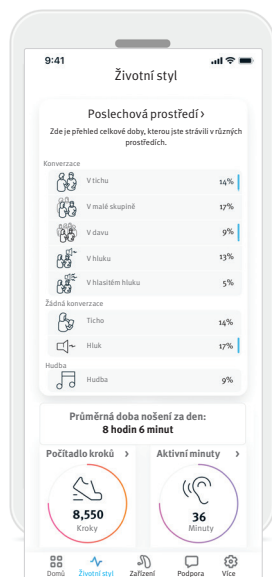 9:41
Životní styl
Poslechová prostředí ›
Zde je přehled celkové doby, kterou jste strávili v různých
prostředích.
Konverzace
V tichu 14%
V malé skupině 17%
V davu 9%
V hluku 13%
V hlasitém hluku 5%
Žádná konverzace
Ticho 14%
Hluk 17%
Hudba
Hudba 9%
Průměrná doba nošení za den:
8 hodin 6 minut
Počítadlo kroků › Aktivní minuty ›
8,550 36
Kroky Minuty
Domů Životní styl Zařízení Podpora Více